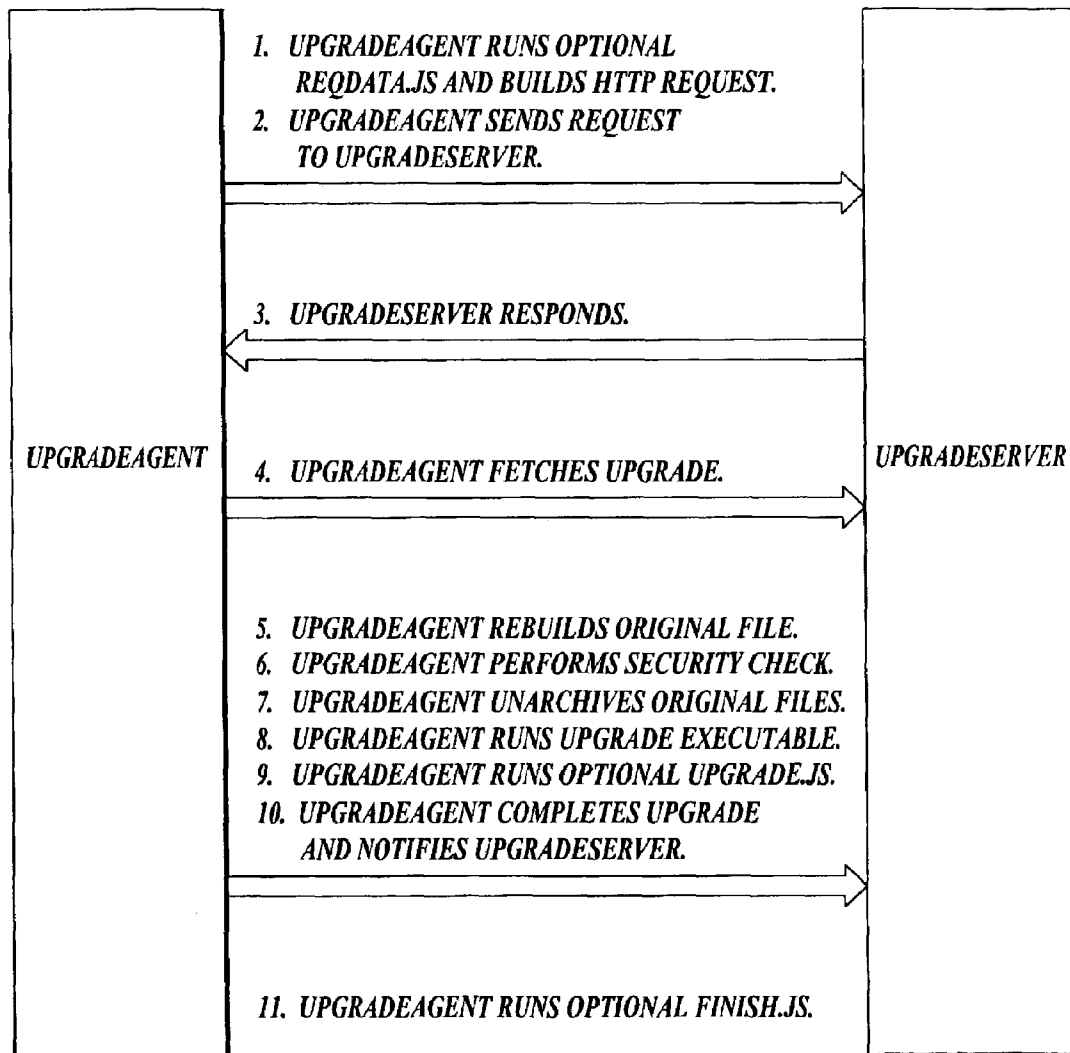 1. UPGRADEAGENT RUNS OPTIONAL
REQDATA.JS AND BUILDS HTTP REQUEST.
2. UPGRADEAGENT SENDS REQUEST
TO UPGRADESERVER.
3. UPGRADESERVER RESPONDS.
UPGRADEAGENT
UPGRADESERVER
4. UPGRADEAGENT FETCHES UPGRADE.
5. UPGRADEAGENT REBUILDS ORIGINAL FILE.
6. UPGRADEAGENT PERFORMS SECURITY CHECK.
7. UPGRADEAGENT UNARCHIVES ORIGINAL FILES.
8. UPGRADEAGENT RUNS UPGRADE EXECUTABLE.
9. UPGRADEAGENT RUNS OPTIONAL UPGRADE.JS.
10. UPGRADEAGENT COMPLETES UPGRADE
AND NOTIFIES UPGRADESERVER.
11. UPGRADEAGENT RUNS OPTIONAL FINISH.JS.